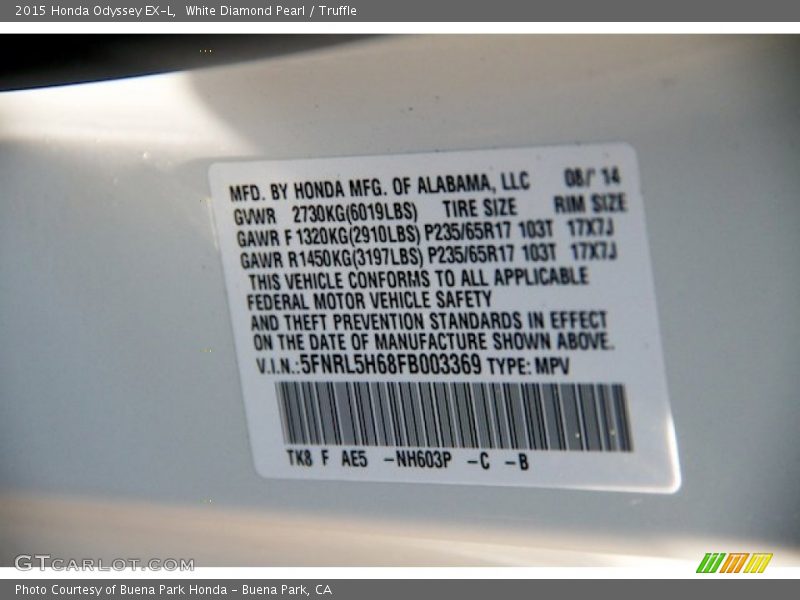 2015 Honda Odyssey EX-L,  White Diamond Pearl / Truffle
MFD. BY HONDA MFG. OF ALABAMA, LLC 08/' 14
GVWR 2730KG(6019LBS) TIRE SIZE RIM SIZE
GAWR F 1320KG(2910LBS) P235/65R17 103T 17X7J
GAWR R1450KG(3197LBS) P235/65R17 103T 17X7J
THIS VEHICLE CONFORMS TO ALL APPLICABLE
FEDERAL MOTOR VEHICLE SAFETY
AND THEFT PREVENTION STANDARDS IN EFFECT
ON THE DATE OF MANUFACTURE SHOWN ABOVE.
V.I.N.:5FNRL5H68FB003369 TYPE: MPV
TK8 F AE5 -NH603P -C -B
GTCARLOT.COM
Photo Courtesy of Buena Park Honda - Buena Park, CA